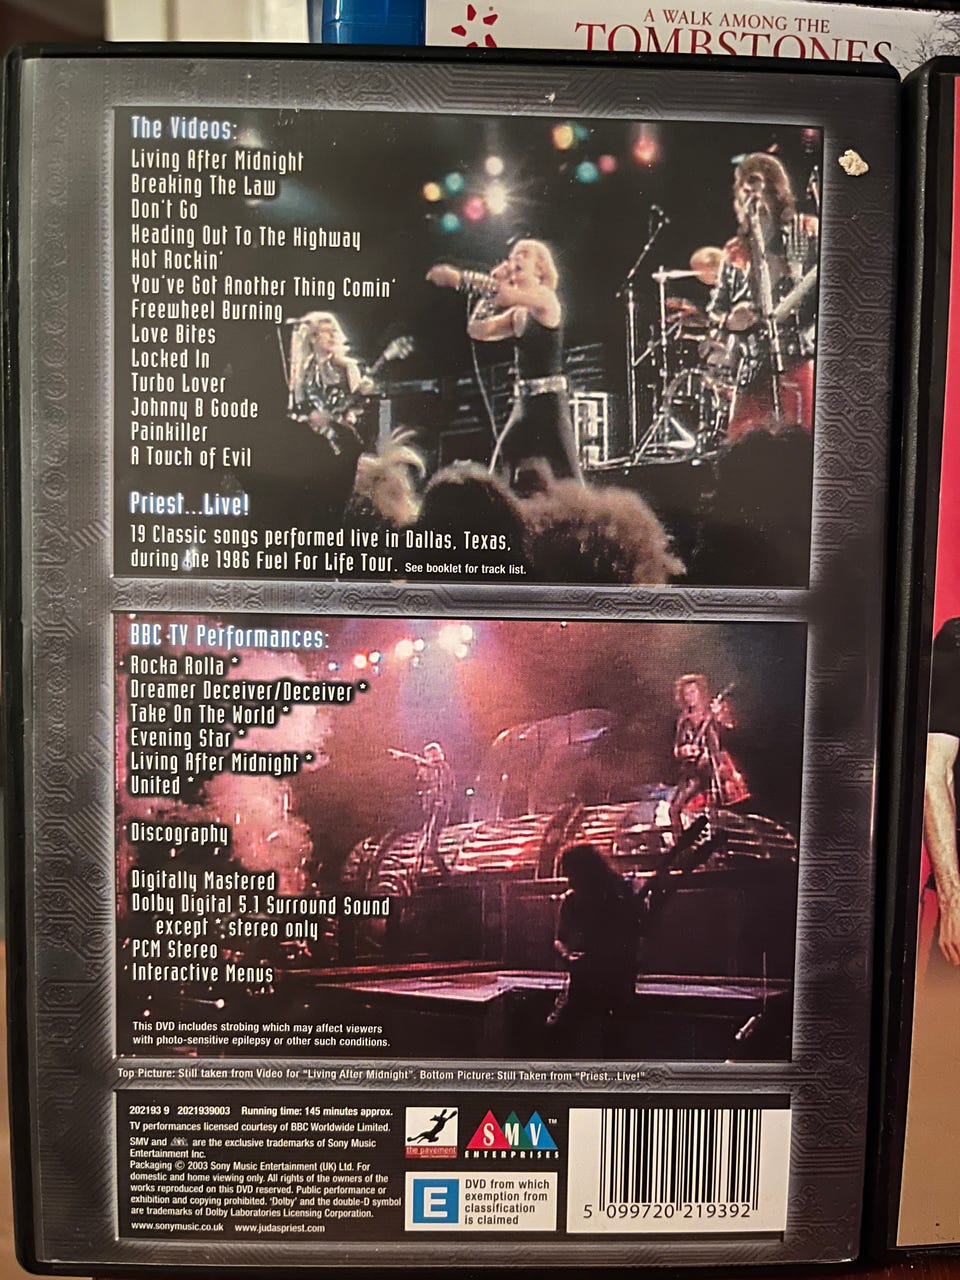 A WALK AMONG THE
TOMBSTONES
The Videos:
Living After Midnight
Breaking The Law
Don't Go
Heading Out To The Highway
Hot Rockin'
You've Got Another Thing Comin'
Freewheel Burning
Love Bites
Locked In
Turbo Lover
Johnny B Goode
Painkiller
A Touch of Evil
Priest...Live!
19 Classic songs performed live in Dallas, Texas,
during the 1986 Fuel For Life Tour. See booklet for track list.
BBC TV Performances:
Rocka Rolla *
Dreamer Deceiver/Deceiver *
Take On The World *
Evening Star *
Living After Midnight *
United *
Discography
Digitally Mastered
Dolby Digital 5.1 Surround Sound
except * stereo only
PCM Stereo
Interactive Menus
This DVD includes strobing which may affect viewers
with photo-sensitive epilepsy or other such conditions.
Top Picture: Still taken from Video for "Living After Midnight". Bottom Picture: Still Taken from "Priest...Live!"
202193 9 2021939003 Running time: 145 minutes approx.
TV performances licensed courtesy of BBC Worldwide Limited.
SMV and are the exclusive trademarks of Sony Music
Entertainment Inc.
Packaging © 2003 Sony Music Entertainment (UK) Ltd. For
domestic and home viewing only. All rights of the owners of the
works reproduced on this DVD reserved. Public performance or
exhibition and copying prohibited. 'Dolby' and the double-D symbol
are trademarks of Dolby Laboratories Licensing Corporation.
www.sonymusic.co.uk www.judaspriest.com
the pavement
SMV™
ENTERPRISES
E
DVD from which
exemption from
classification
is claimed
5 099720 219392